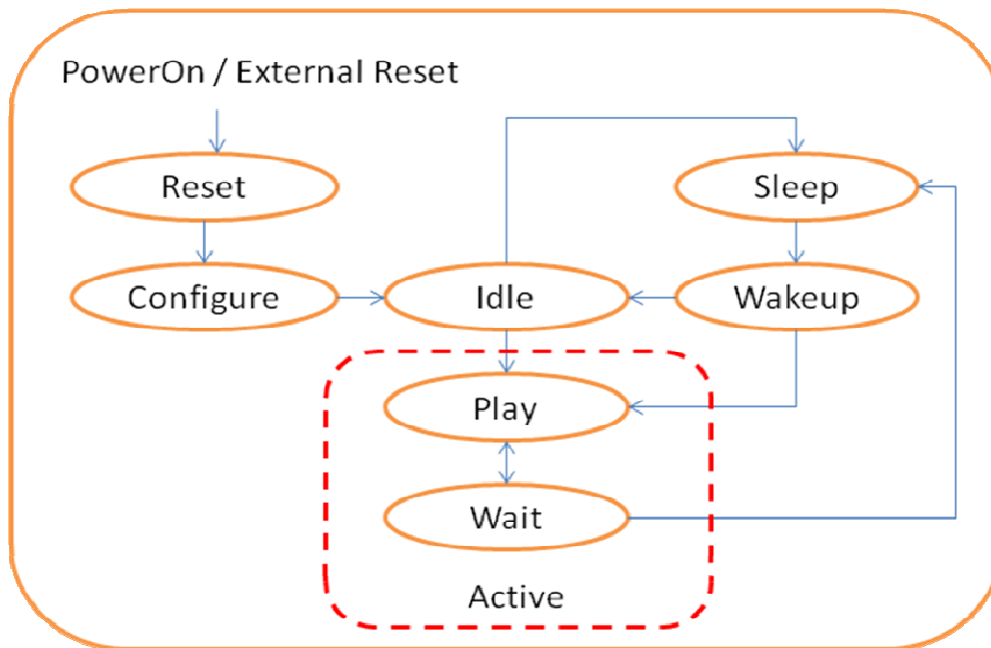 PowerOn / External Reset
Reset
Sleep
Configure
Idle
Wakeup
Play
Wait
Active